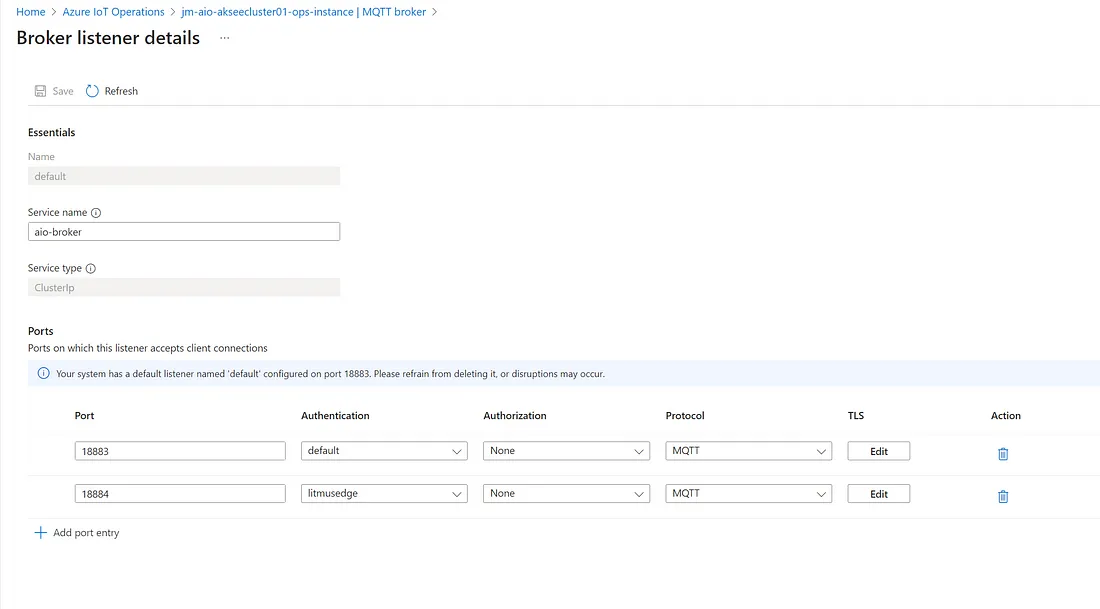 Home > Azure IoT Operations > jm-aio-akseecluster01-ops-instance | MQTT broker >
Broker listener details ...
Save Refresh
Essentials
Name
default
Service name
aio-broker
Service type
ClusterIp
Ports
Ports on which this listener accepts client connections
Your system has a default listener named 'default' configured on port 18883. Please refrain from deleting it, or disruptions may occur.
Port Authentication Authorization Protocol TLS Action
18883 default None MQTT Edit
18884 litmusedge None MQTT Edit
Add port entry